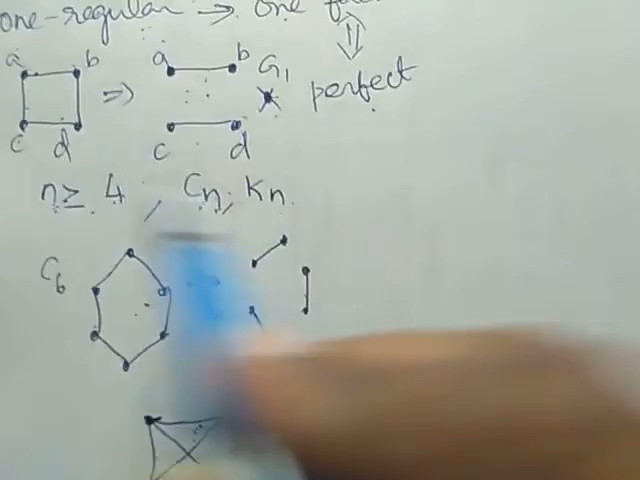 one-regular → one
a b ⇒ a b G1
perfect
c d c d
n ≥ 4, Cn, Kn
C6